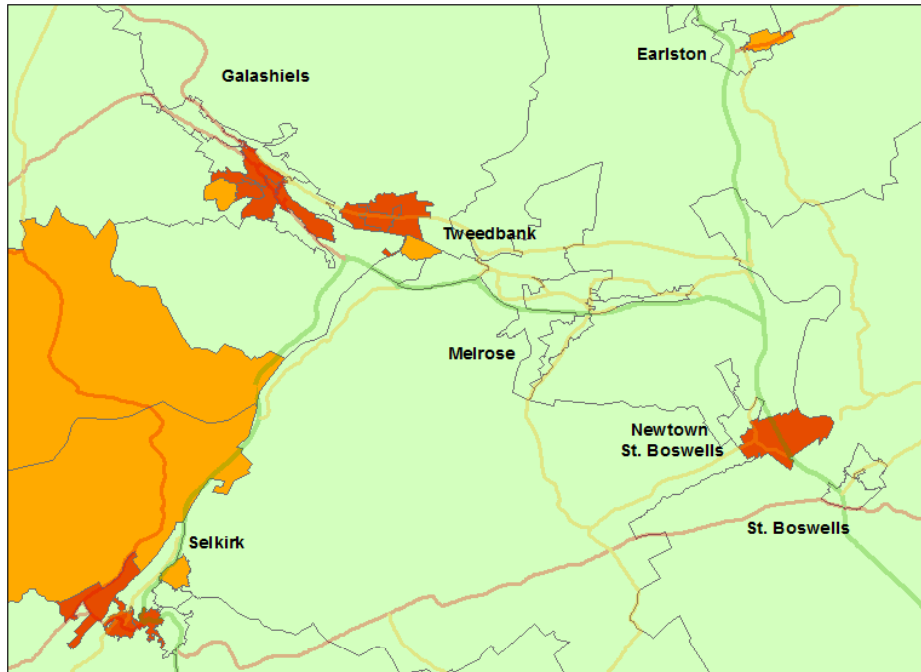 Earlston
Galashiels
Tweedbank
Melrose
Newtown
St. Boswells
St. Boswells
Selkirk